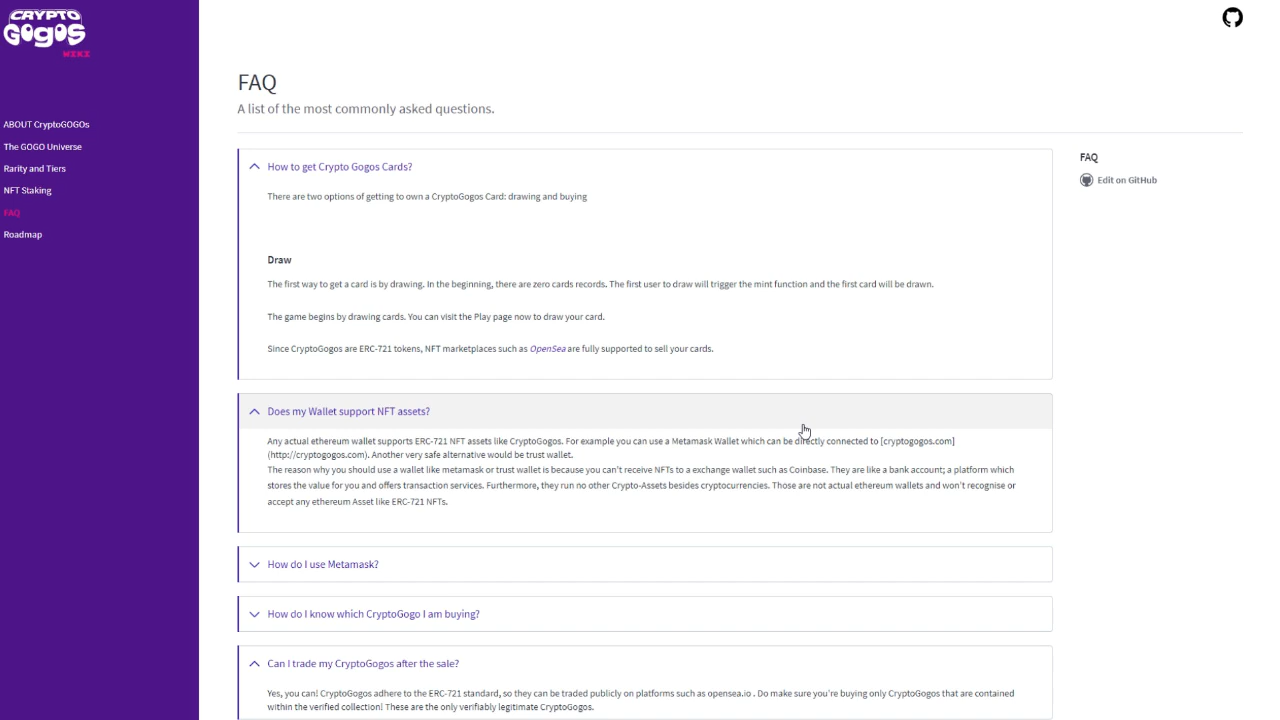 CRYPTO
GOGOS
WIKI
ABOUT CryptoGOGOs
The GOGO Universe
Rarity and Tiers
NFT Staking
FAQ
Roadmap
FAQ
A list of the most commonly asked questions.
How to get Crypto Gogos Cards?
There are two options of getting to own a CryptoGogos Card: drawing and buying
Draw
The first way to get a card is by drawing. In the beginning, there are zero cards records. The first user to draw will trigger the mint function and the first card will be drawn.
The game begins by drawing cards. You can visit the Play page now to draw your card.
Since CryptoGogos are ERC-721 tokens, NFT marketplaces such as OpenSea are fully supported to sell your cards.
Does my Wallet support NFT assets?
Any actual ethereum wallet supports ERC-721 NFT assets like CryptoGogos. For example you can use a Metamask Wallet which can be directly connected to [cryptogogos.com]
(http://cryptogogos.com). Another very safe alternative would be trust wallet.
The reason why you should use a wallet like metamask or trust wallet is because you can't receive NFTs to a exchange wallet such as Coinbase. They are like a bank account; a platform which
stores the value for you and offers transaction services. Furthermore, they run no other Crypto-Assets besides cryptocurrencies. Those are not actual ethereum wallets and won't recognise or
accept any ethereum Asset like ERC-721 NFTs.
How do I use Metamask?
How do I know which CryptoGogo I am buying?
Can I trade my CryptoGogos after the sale?
Yes, you can! CryptoGogos adhere to the ERC-721 standard, so they can be traded publicly on platforms such as opensea.io . Do make sure you're buying only CryptoGogos that are contained
within the verified collection! These are the only verifiably legitimate CryptoGogos.
FAQ
Edit on GitHub